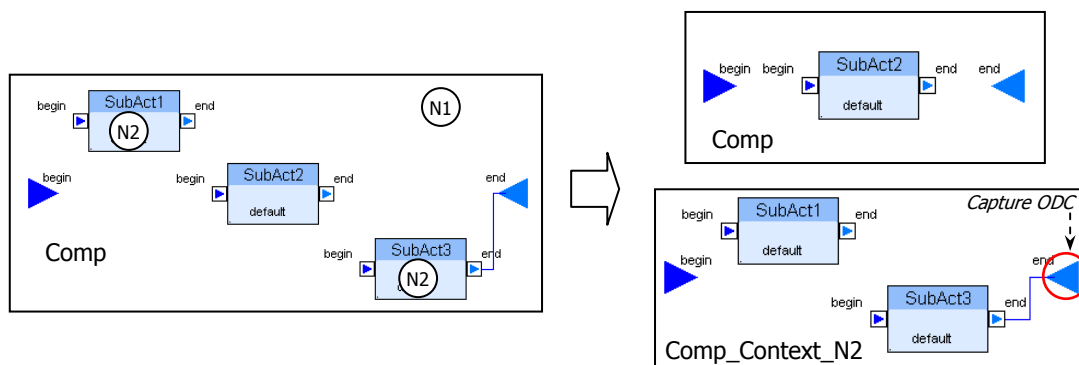 begin
SubAct1
end
N2
N1
begin
begin
SubAct2
end
default
end
Comp
begin
SubAct3
end
N2
begin
begin
SubAct2
end
end
default
Comp
Capture ODC
begin
begin
SubAct1
end
default
end
begin
SubAct3
end
default
Comp_Context_N2